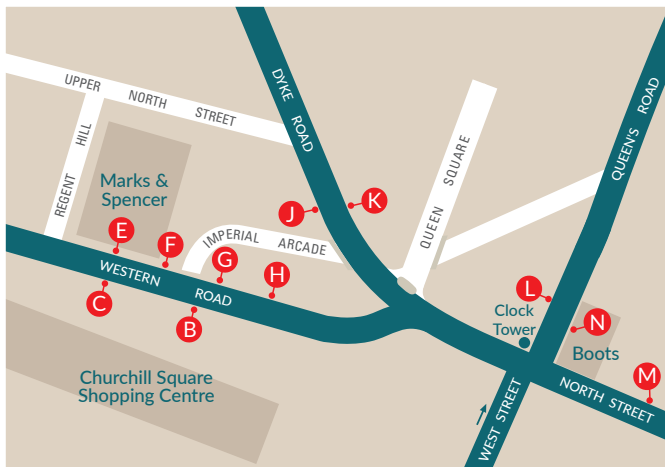 UPPER NORTH STREET
REGENT HILL
Marks &
Spencer
DYKE ROAD
QUEEN SQUARE
QUEEN'S ROAD
IMPERIAL ARCADE
WESTERN ROAD
J
K
E
F
G
H
C
B
L
N
M
Clock
Tower
Boots
Churchill Square
Shopping Centre
WEST STREET
NORTH STREET